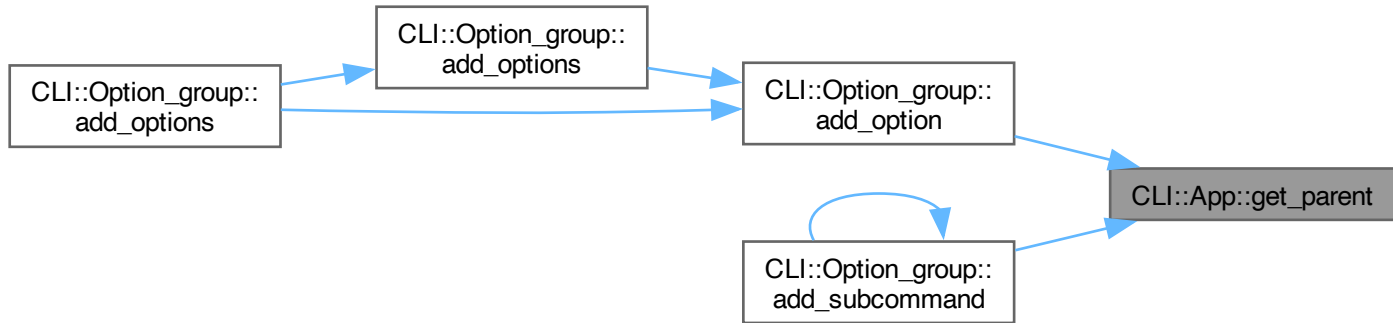 CLI::Option_group::
add_options
CLI::Option_group::
add_options
CLI::Option_group::
add_option
CLI::App::get_parent
CLI::Option_group::
add_subcommand